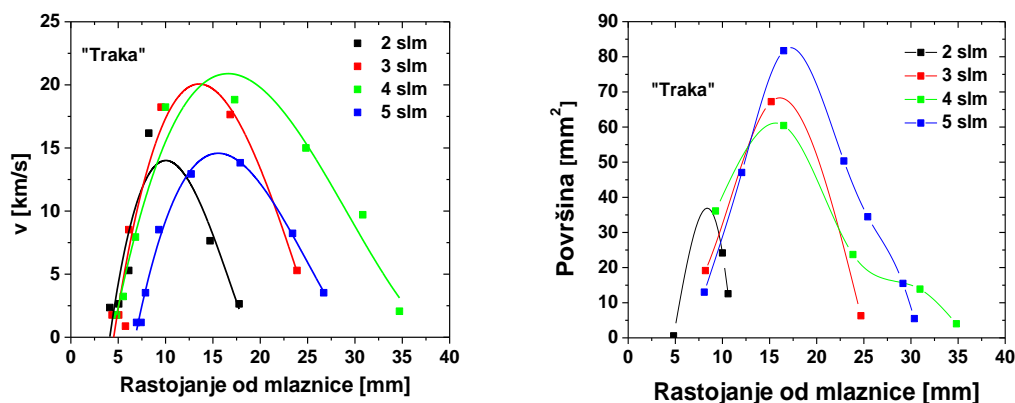 25
20
15
10
5
0
v [km/s]
"Traka"
2 slm
3 slm
4 slm
5 slm
0 5 10 15 20 25 30 35 40
Rastojanje od mlaznice [mm]
90
80
70
60
50
40
30
20
10
0
Površina [mm²]
"Traka"
2 slm
3 slm
4 slm
5 slm
0 5 10 15 20 25 30 35 40
Rastojanje od mlaznice [mm]